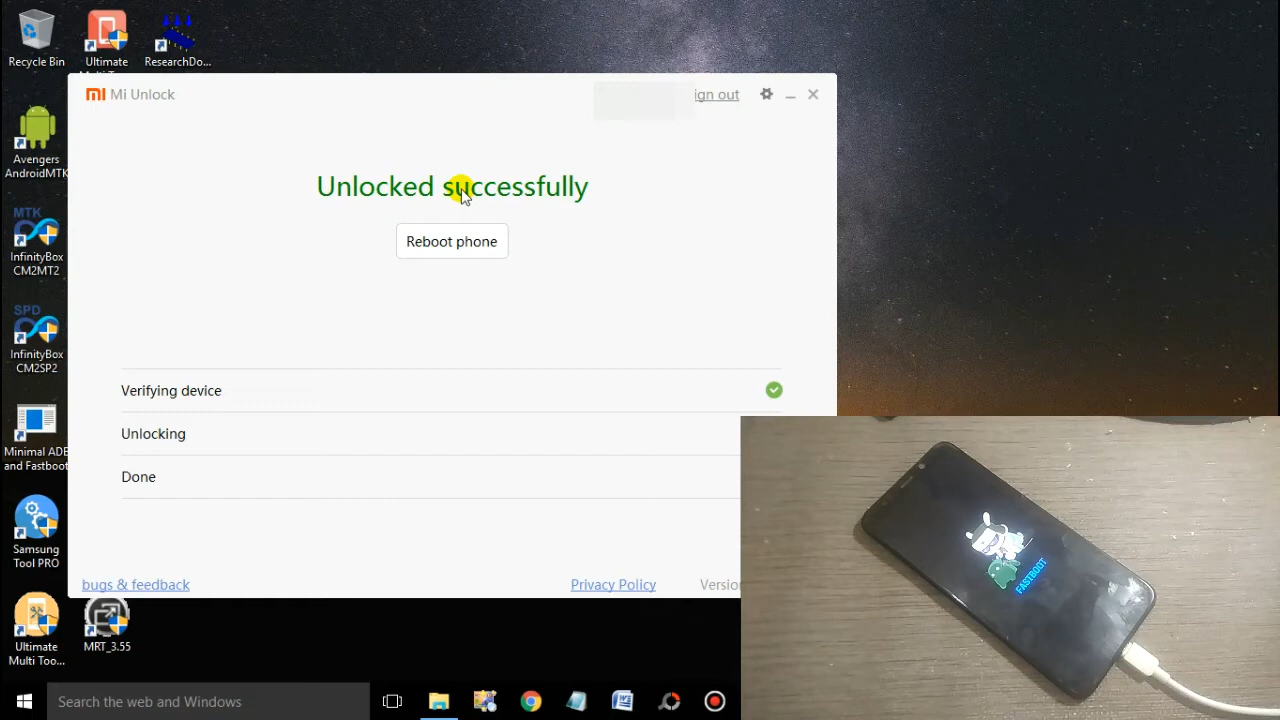 Recycle Bin
Ultimate
Multi T
ResearchDo...
mi Mi Unlock
ign out
Unlocked successfully
Reboot phone
Avengers
AndroidMTK
MTK
InfinityBox
CM2MT2
SPD
InfinityBox
CM2SP2
Verifying device
Unlocking
Done
Minimal ADB
and Fastboot
Samsung
Tool PRO
bugs & feedback
Privacy Policy
Versio
FASTBOOT
Ultimate
Multi Too...
MRT_3.55
Search the web and Windows